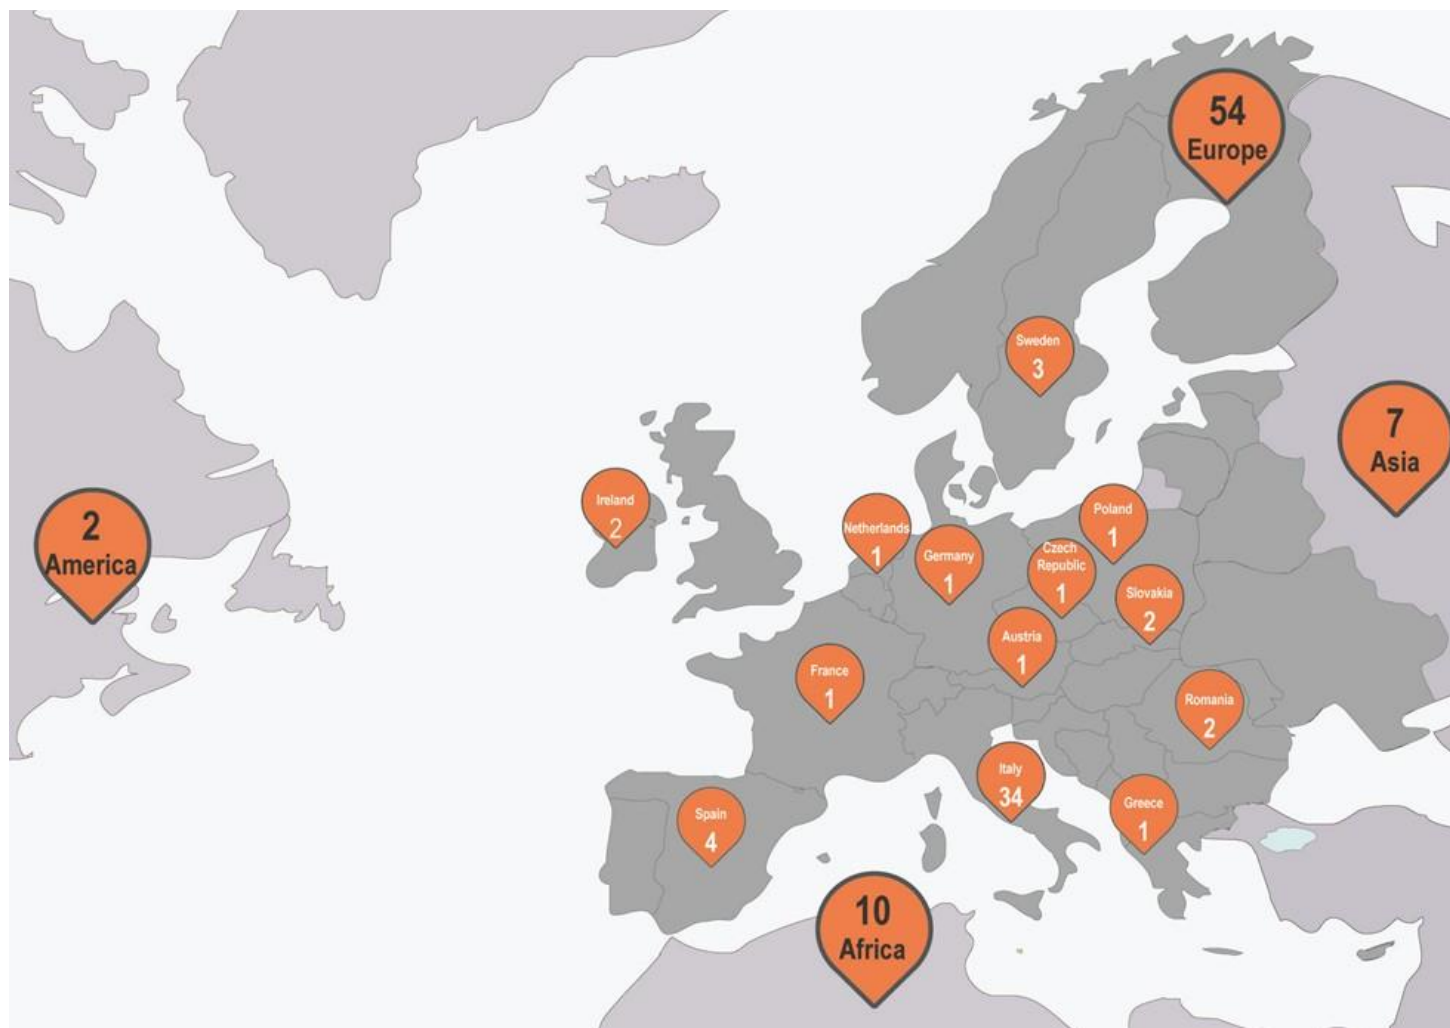 54
Europe
Sweden
3
7
Asia
Ireland
2
2
America
Netherlands
1
Germany
1
Poland
1
Czech
Republic
1
Slovakia
2
Austria
1
France
1
Romania
2
Italy
34
Spain
4
Greece
1
10
Africa